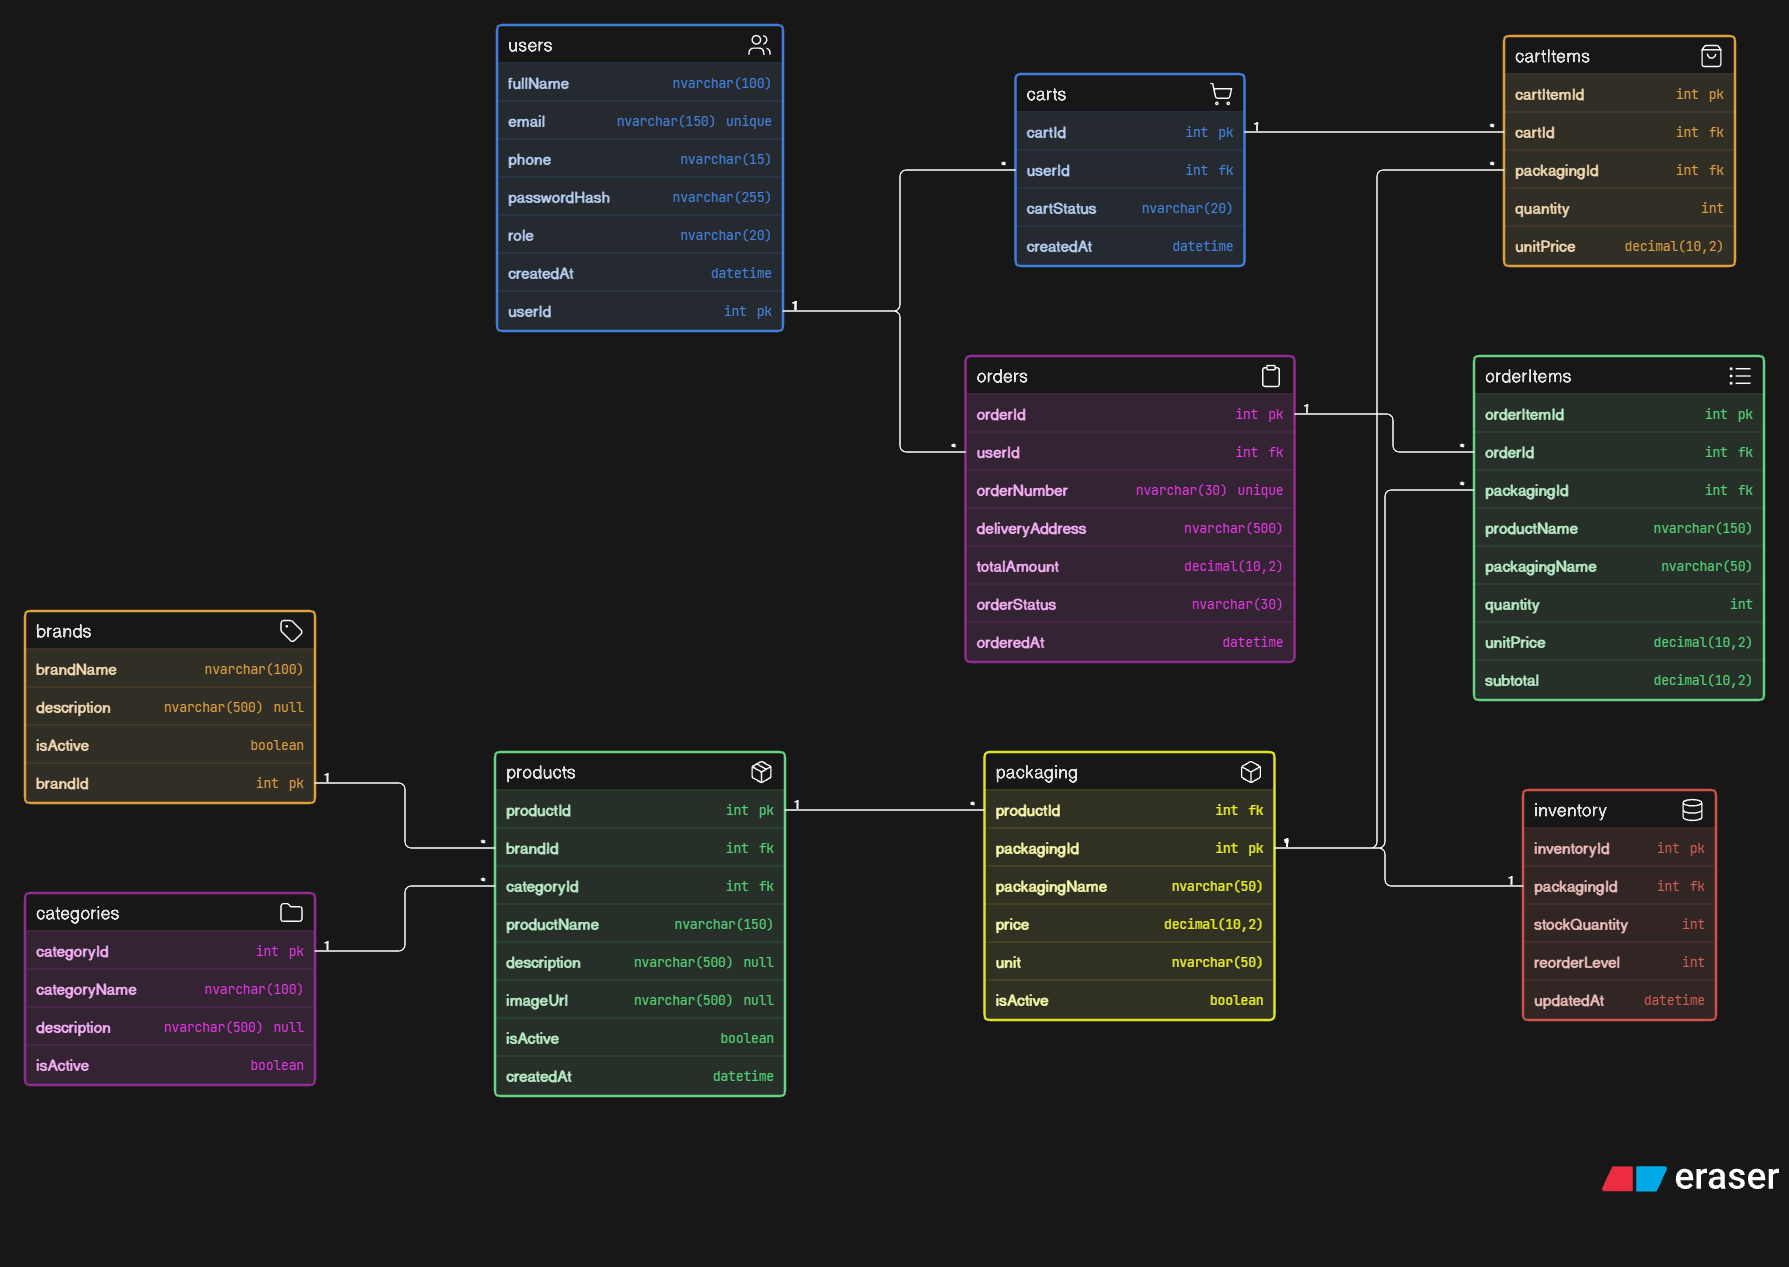 users
fullName nvarchar(100)
email nvarchar(150) unique
phone nvarchar(15)
passwordHash nvarchar(255)
role nvarchar(20)
createdAt datetime
userId int pk
1
carts
cartId int pk
userId int fk
cartStatus nvarchar(20)
createdAt datetime
1
*
*
cartItems
cartItemId int pk
cartId int fk
packagingId int fk
quantity int
unitPrice decimal(10,2)
*
*
orders
orderId int pk
userId int fk
orderNumber nvarchar(30) unique
deliveryAddress nvarchar(500)
totalAmount decimal(10,2)
orderStatus nvarchar(30)
orderedAt datetime
1
*
orderItems
orderItemId int pk
orderId int fk
packagingId int fk
productName nvarchar(150)
packagingName nvarchar(50)
quantity int
unitPrice decimal(10,2)
subtotal decimal(10,2)
*
*
brands
brandName nvarchar(100)
description nvarchar(500) null
isActive boolean
brandId int pk
1
categories
categoryId int pk
categoryName nvarchar(100)
description nvarchar(500) null
isActive boolean
1
*
*
products
productId int pk
brandId int fk
categoryId int fk
productName nvarchar(150)
description nvarchar(500) null
imageUrl nvarchar(500) null
isActive boolean
createdAt datetime
1
*
packaging
productId int fk
packagingId int pk
packagingName nvarchar(50)
price decimal(10,2)
unit nvarchar(50)
isActive boolean
1
1
inventory
inventoryId int pk
packagingId int fk
stockQuantity int
reorderLevel int
updatedAt datetime
eraser